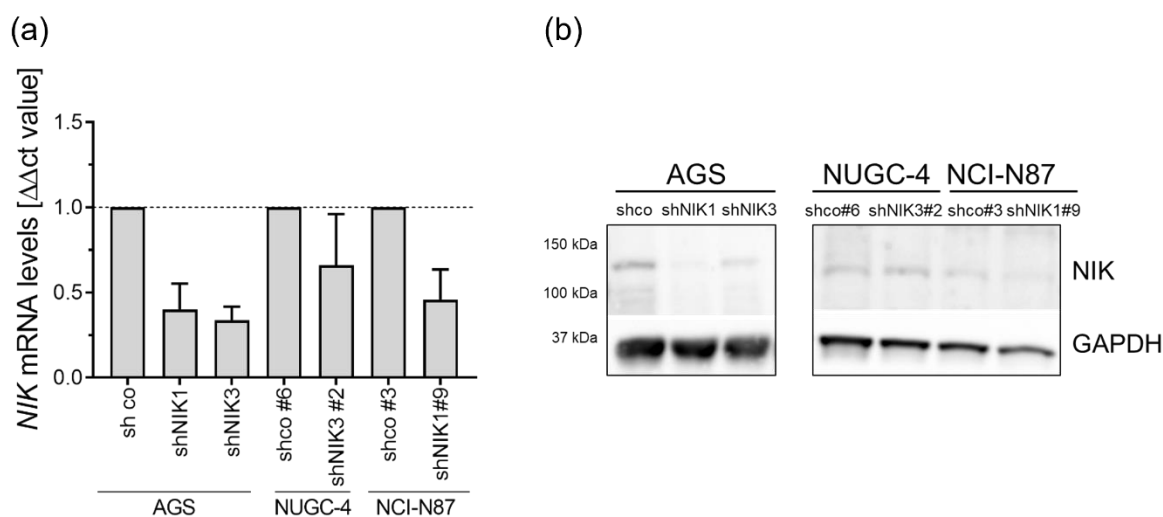 (a)
NIK mRNA levels [ΔΔct value]
1.5
1.0
0.5
0.0
sh co
shNIK1
shNIK3
shco #6
shNIK3 #2
shco #3
shNIK1#9
AGS
NUGC-4
NCI-N87
(b)
AGS
NUGC-4
NCI-N87
shco shNIK1 shNIK3
shco#6 shNIK3#2 shco#3 shNIK1#9
150 kDa
100 kDa
37 kDa
NIK
GAPDH